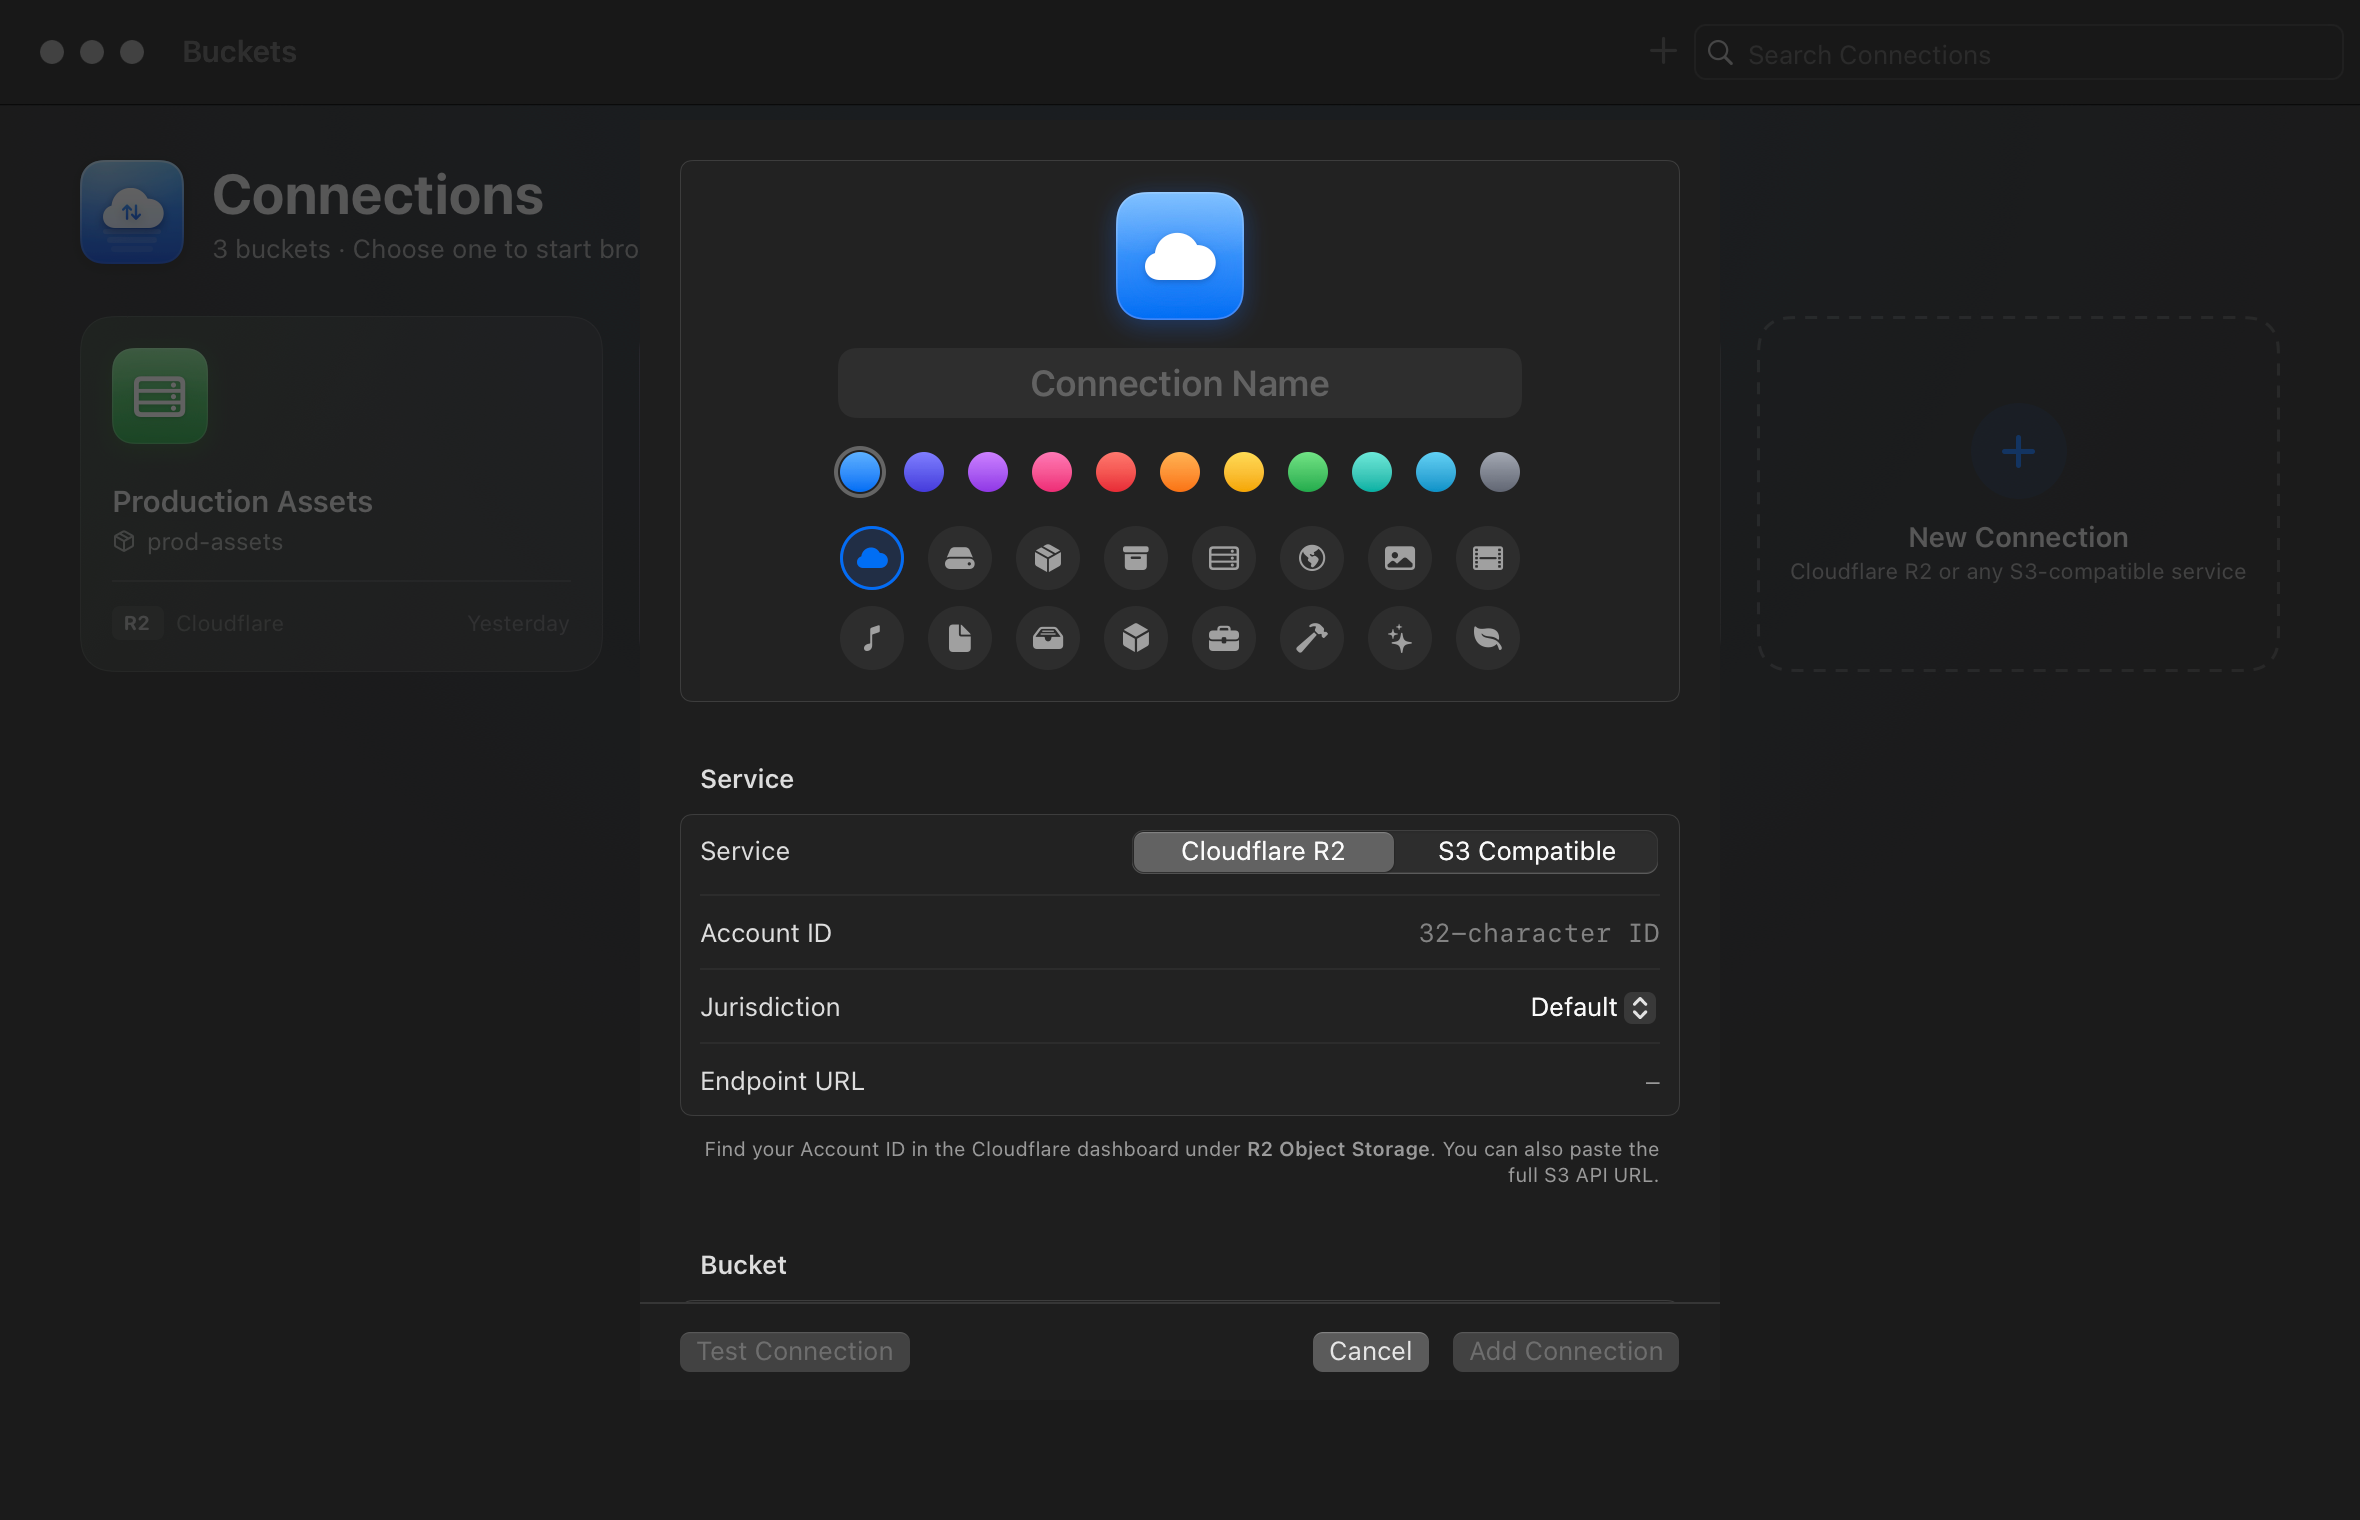 Buckets
Search Connections
Connections
3 buckets · Choose one to start bro
Production Assets
prod-assets
R2 Cloudflare Yesterday
Connection Name
New Connection
Cloudflare R2 or any S3-compatible service
Service
Service Cloudflare R2 S3 Compatible
Account ID 32-character ID
Jurisdiction Default
Endpoint URL –
Find your Account ID in the Cloudflare dashboard under R2 Object Storage. You can also paste the
full S3 API URL.
Bucket
Test Connection Cancel Add Connection